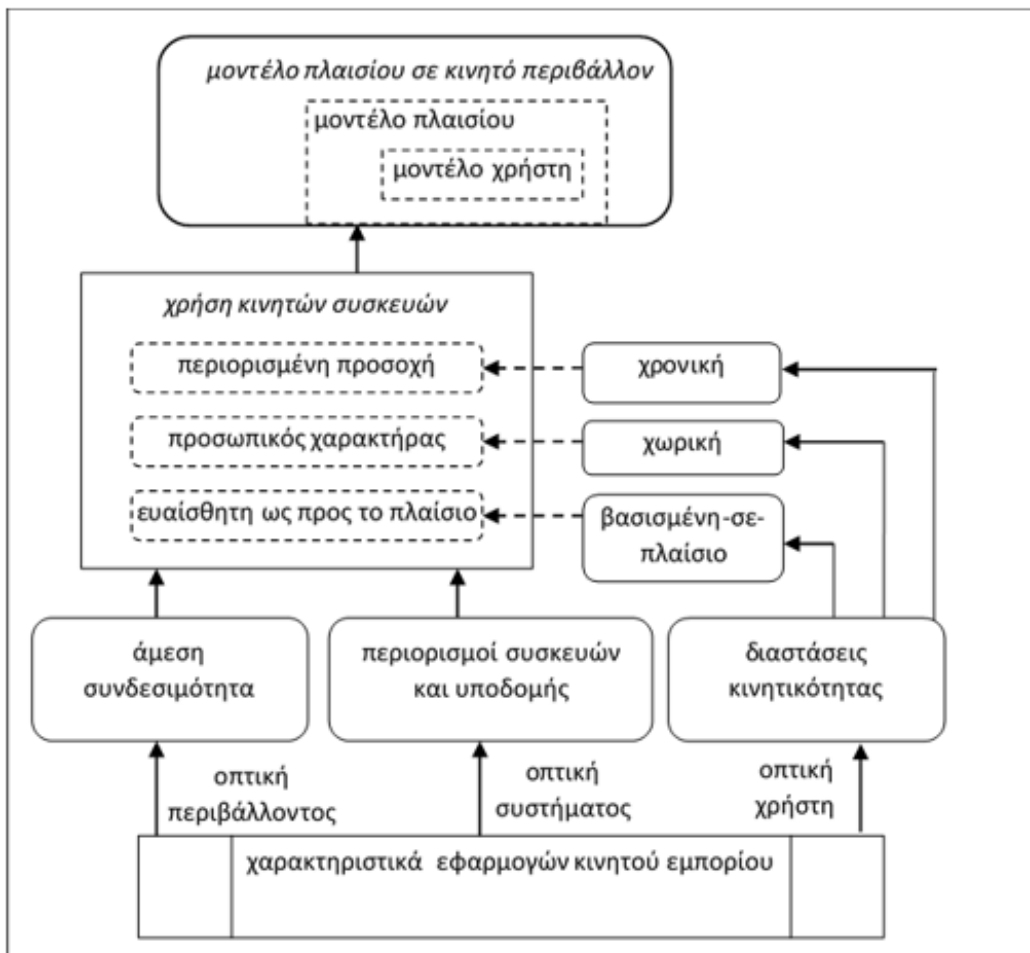 μοντέλο πλαισίου σε κινητό περιβάλλον
μοντέλο πλαισίου
μοντέλο χρήστη
χρήση κινητών συσκευών
περιορισμένη προσοχή
χρονική
προσωπικός χαρακτήρας
χωρική
ευαίσθητη ως προς το πλαίσιο
βασισμένη-σε-
πλαίσιο
άμεση
συνδεσιμότητα
περιορισμοί συσκευών
και υποδομής
διαστάσεις
κινητικότητας
οπτική
περιβάλλοντος
οπτική
συστήματος
οπτική
χρήστη
χαρακτηριστικά εφαρμογών κινητού εμπορίου